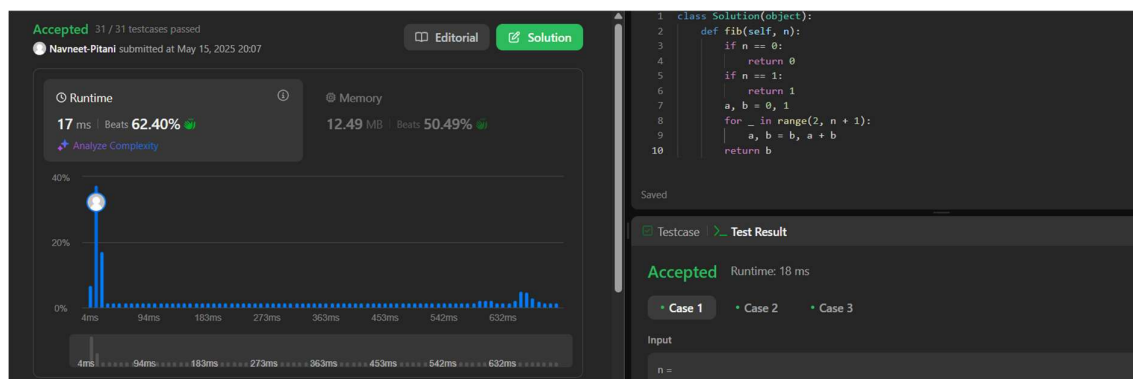 Accepted 31 / 31 testcases passed
Navneet-Pitani submitted at May 15, 2025 20:07
Editorial
Solution
Runtime
17 ms | Beats 62.40%
Analyze Complexity
Memory
12.49 MB | Beats 50.49%
40%
20%
0%
4ms 94ms 183ms 273ms 363ms 453ms 542ms 632ms
4ms 94ms 183ms 273ms 363ms 453ms 542ms 632ms
1 class Solution(object):
2     def fib(self, n):
3         if n == 0:
4             return 0
5         if n == 1:
6             return 1
7         a, b = 0, 1
8         for _ in range(2, n + 1):
9             a, b = b, a + b
10         return b
Saved
Testcase | >_ Test Result
Accepted Runtime: 18 ms
• Case 1 • Case 2 • Case 3
Input
n =